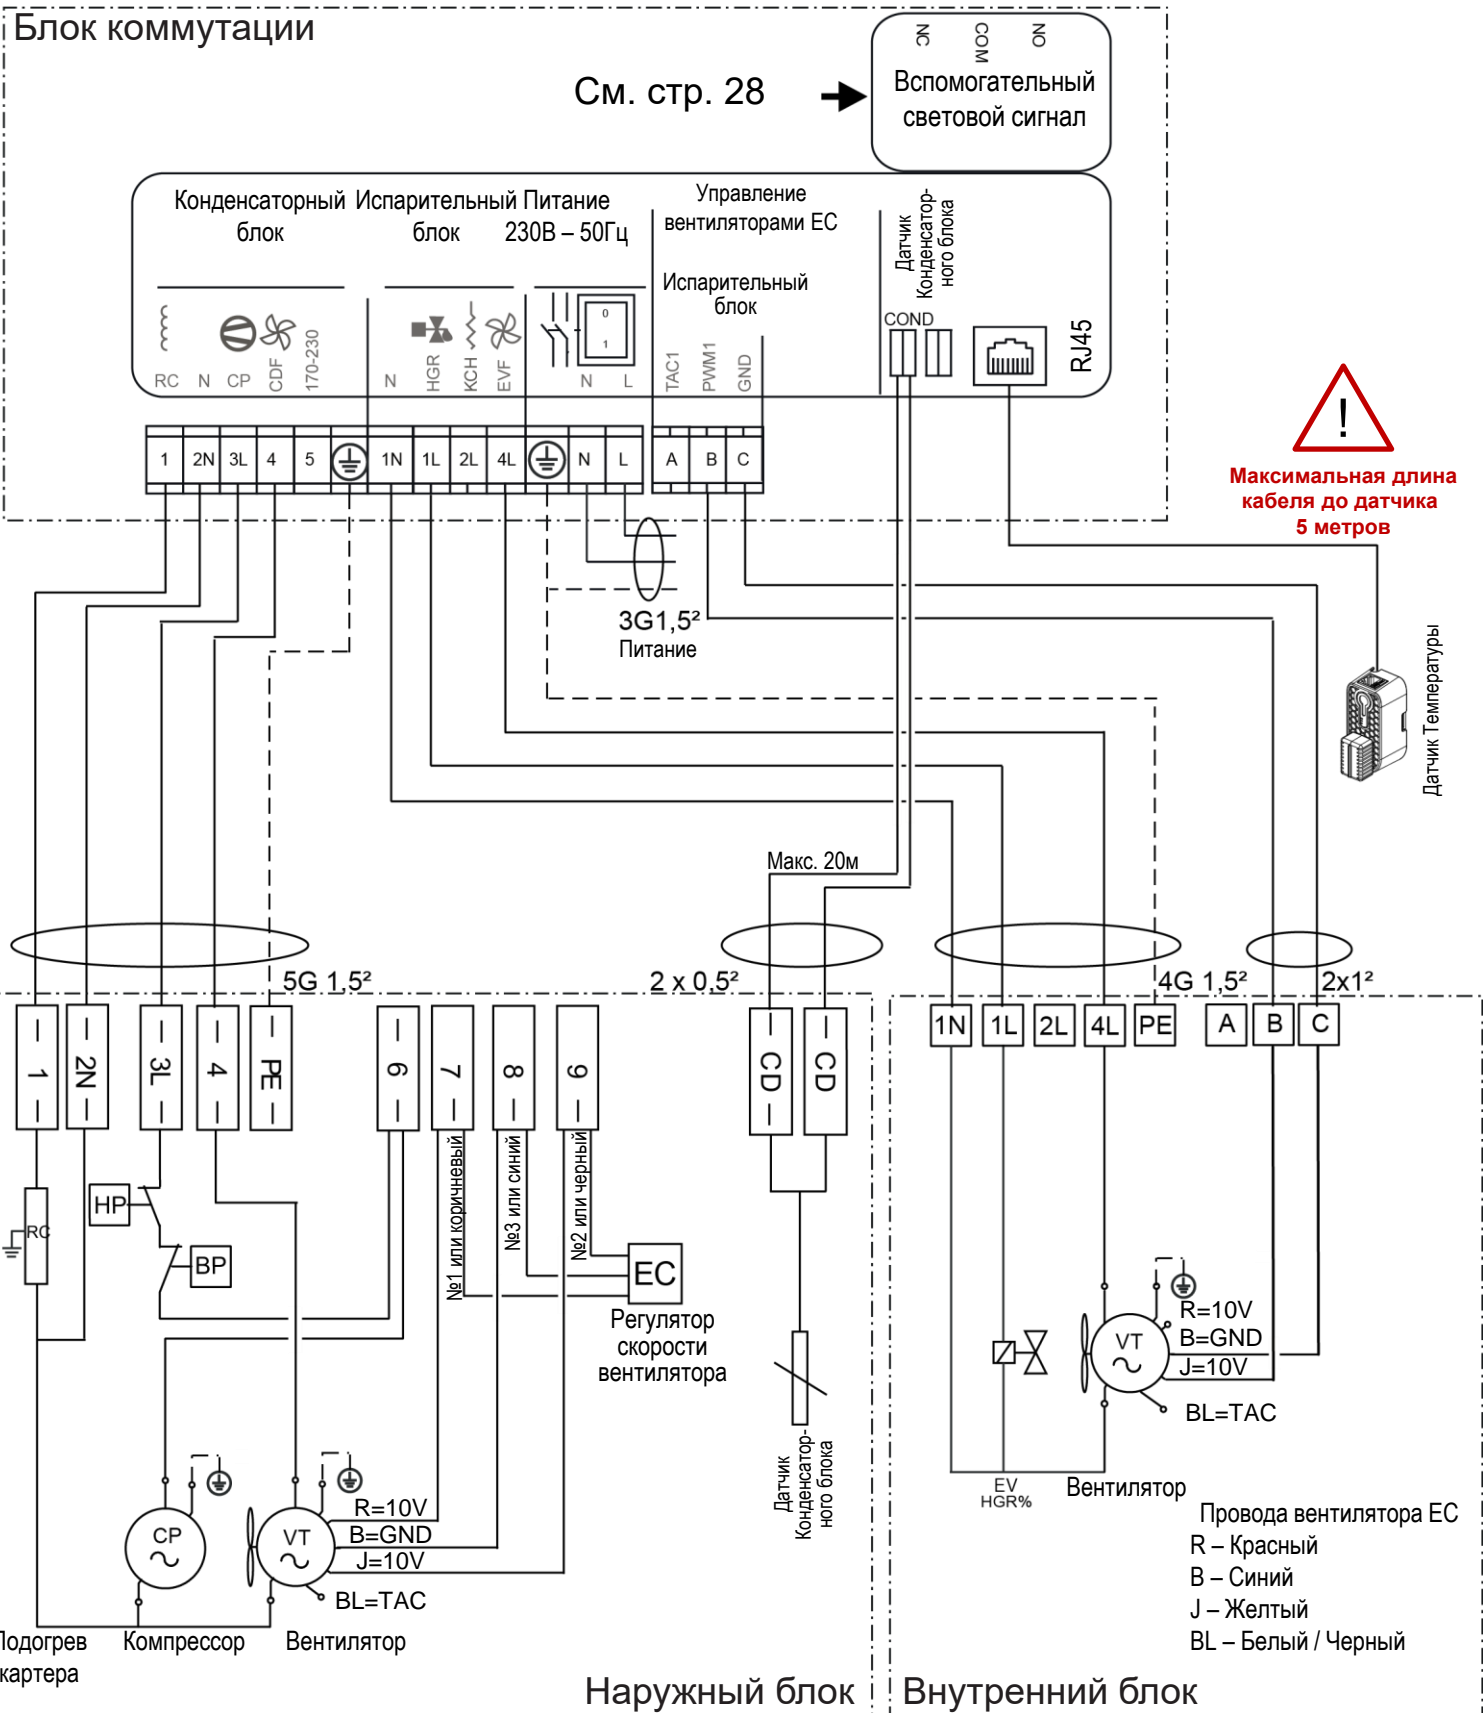 Блок коммутации
NC
COM
NO
См. стр. 28
Вспомогательный
световой сигнал
Конденсаторный
блок
Испарительный
блок
Питание
230В – 50Гц
Управление
вентиляторами ЕС
Испарительный
блок
Датчик
Конденсатор-
ного блока
COND
RJ45
0
1
RC
N
CP
CDF
170-230
N
HGR
KCH
EVF
N
L
TAC1
PWM1
GND
1
2N
3L
4
5
1N
1L
2L
4L
N
L
A
B
C
!
Максимальная длина
кабеля до датчика
5 метров
3G1,5²
Питание
Датчик Температуры
Макс. 20м
5G 1,5²
2 x 0,5²
4G 1,5²
2x1²
1
2N
3L
4
PE
6
7
8
9
CD
CD
1N
1L
2L
4L
PE
A
B
C
№1 или коричневый
№3 или синий
№2 или черный
HP
RC
BP
EC
Регулятор
скорости
вентилятора
Датчик
Конденсатор-
ного блока
VT
R=10V
B=GND
J=10V
BL=TAC
EV
HGR%
Вентилятор
CP
VT
R=10V
B=GND
J=10V
BL=TAC
Провода вентилятора ЕС
R – Красный
B – Синий
J – Желтый
BL – Белый / Черный
Подогрев
картера
Компрессор
Вентилятор
Наружный блок
Внутренний блок